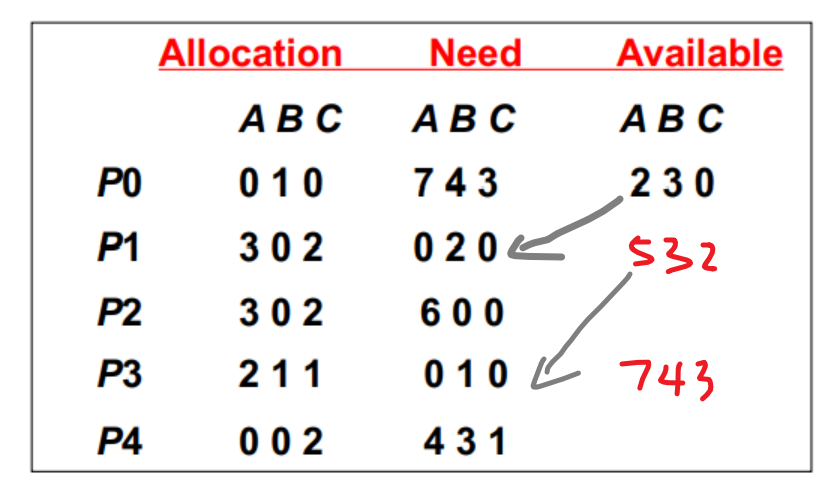 Allocation Need Available
A B C A B C A B C
P0 0 1 0 7 4 3 2 3 0
P1 3 0 2 0 2 0 532
P2 3 0 2 6 0 0
P3 2 1 1 0 1 0 743
P4 0 0 2 4 3 1